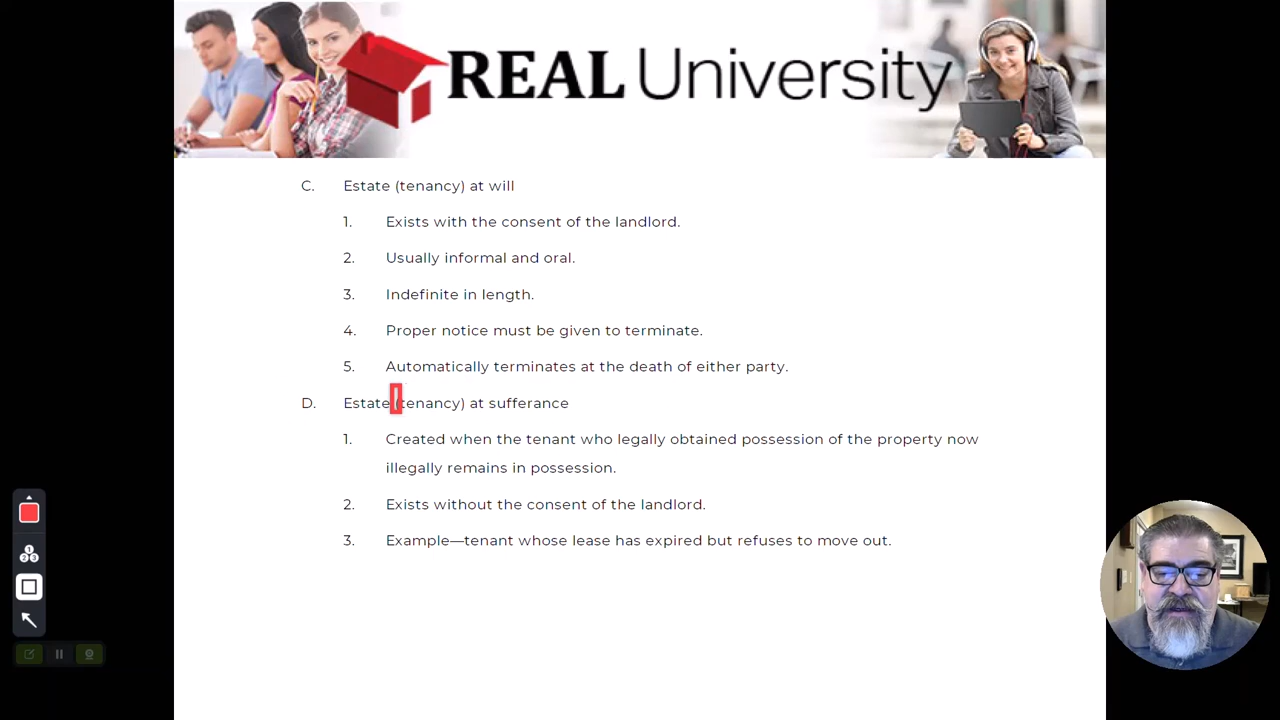 REAL University
C. Estate (tenancy) at will
1. Exists with the consent of the landlord.
2. Usually informal and oral.
3. Indefinite in length.
4. Proper notice must be given to terminate.
5. Automatically terminates at the death of either party.
D. Estate (tenancy) at sufferance
1. Created when the tenant who legally obtained possession of the property now
illegally remains in possession.
2. Exists without the consent of the landlord.
3. Example—tenant whose lease has expired but refuses to move out.